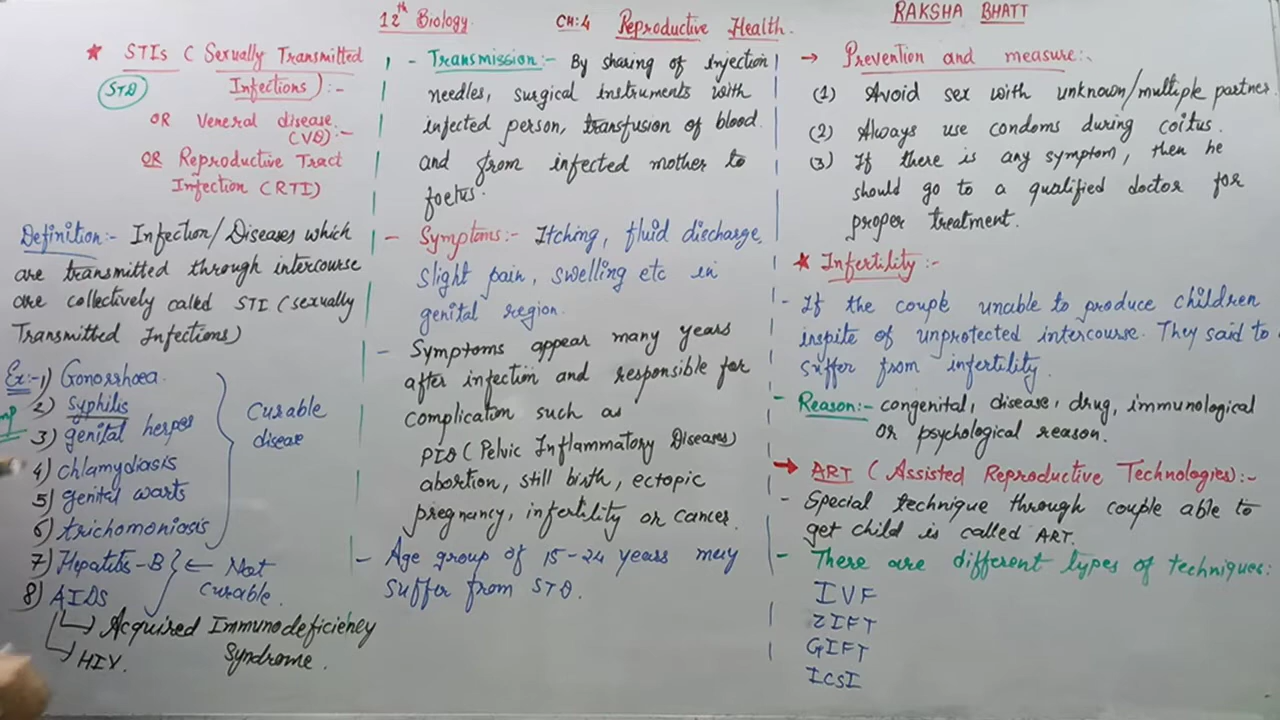 12th Biology
CH:4 Reproductive Health.
RAKSHA BHATT
* STIs (Sexually Transmitted
STD
Infections):-
OR Veneral disease
(VD):-
OR Reproductive Tract
Infection (RTI)
Definition:- Infection/Diseases which
are transmitted through intercourse
are collectively called STI (sexually
Transmitted Infections)
Ex:- 1) Gonorrhoea.
2) Syphilis
3) genital herpes
4) chlamydiasis
5) genital warts
6) trichomoniasis
Curable
disease
7) Hepatitis-B
8) AIDS
← Not
Curable.
→ Acquired Immunodeficiency
Syndrome.
→ HIV.
- Transmission:- By sharing of injection
needles, surgical instruments with
infected person, transfusion of blood.
and from infected mother to
foetus.
- Symptoms:- Itching, fluid discharge,
slight pain, swelling etc in
genital region.
- Symptoms appear many years
after infection and responsible for
complication such as
PID (Pelvic Inflammatory Diseases)
abortion, still birth, ectopic
pregnancy, infertility or cancer.
- Age group of 15-24 years may
suffer from STD.
→ Prevention and measure:-
(1) Avoid sex with unknown/multiple partner.
(2) Always use condoms during coitus.
(3) If there is any symptom, then he
should go to a qualified doctor for
proper treatment.
* Infertility:-
- If the couple unable to produce children
inspite of unprotected intercourse. They said to
suffer from infertility.
- Reason:- congenital, disease, drug, immunological
or psychological reason.
→ ART (Assisted Reproductive Technologies):-
- Special technique through couple able to
get child is called ART.
- There are different types of techniques:
IVF
ZIFT
GIFT
ICSI